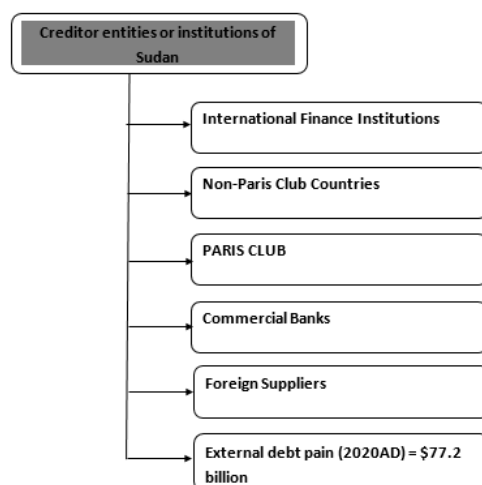 Creditor entities or institutions of
Sudan
International Finance Institutions
Non-Paris Club Countries
PARIS CLUB
Commercial Banks
Foreign Suppliers
External debt pain (2020AD) = $77.2
billion